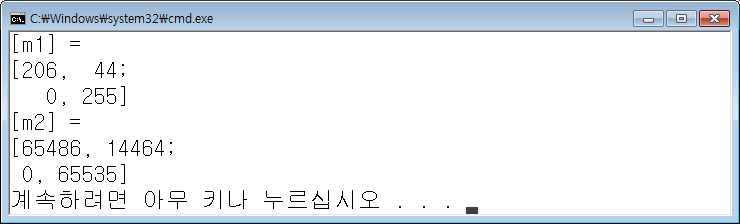 C:\Windows\system32\cmd.exe
[m1] =
[206,  44;
   0, 255]
[m2] =
[65486, 14464;
 0, 65535]
계속하려면 아무 키나 누르십시오 . . .